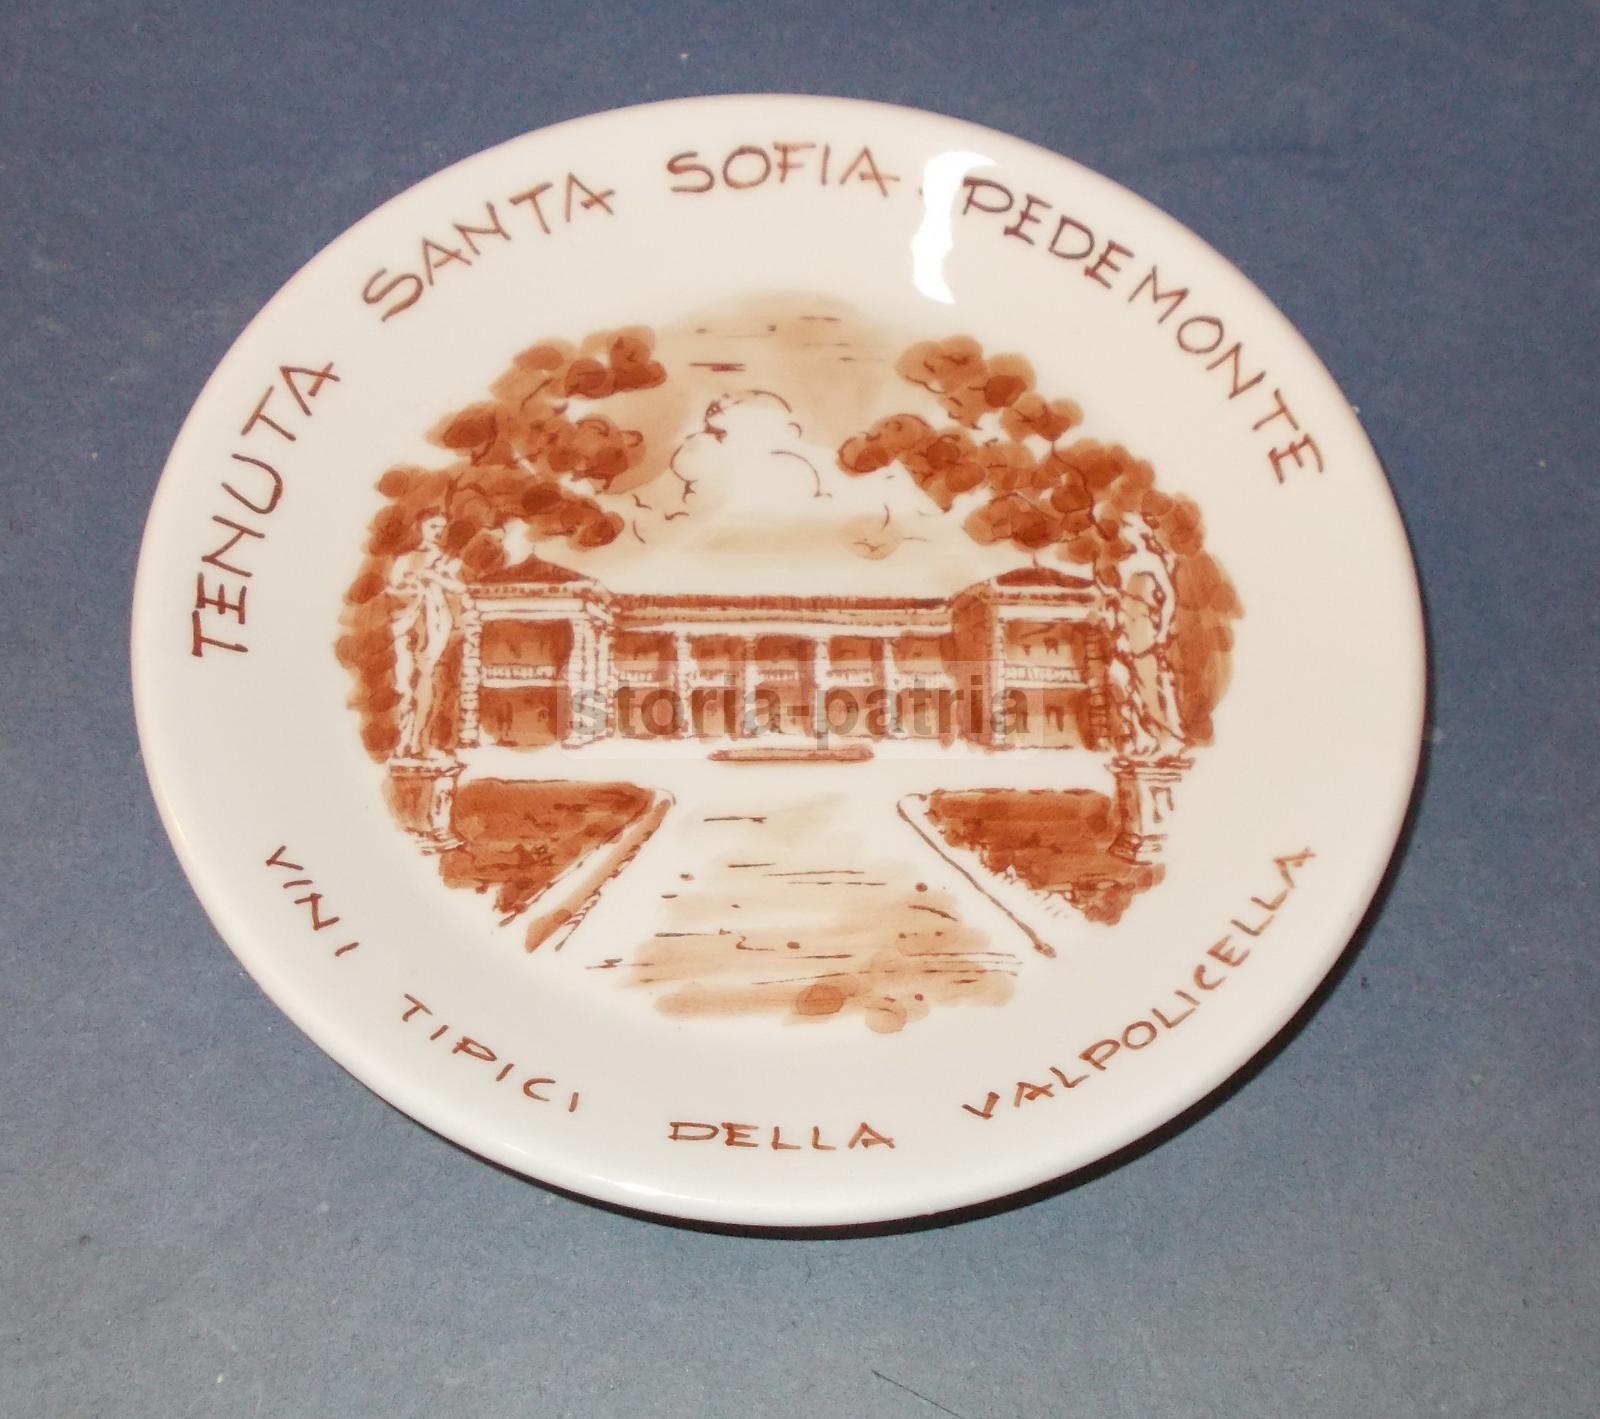 TENUTA SANTA SOFIA. PEDEMONTE
storia-patria
VINI TIPICI DELLA VALPOLICELLA